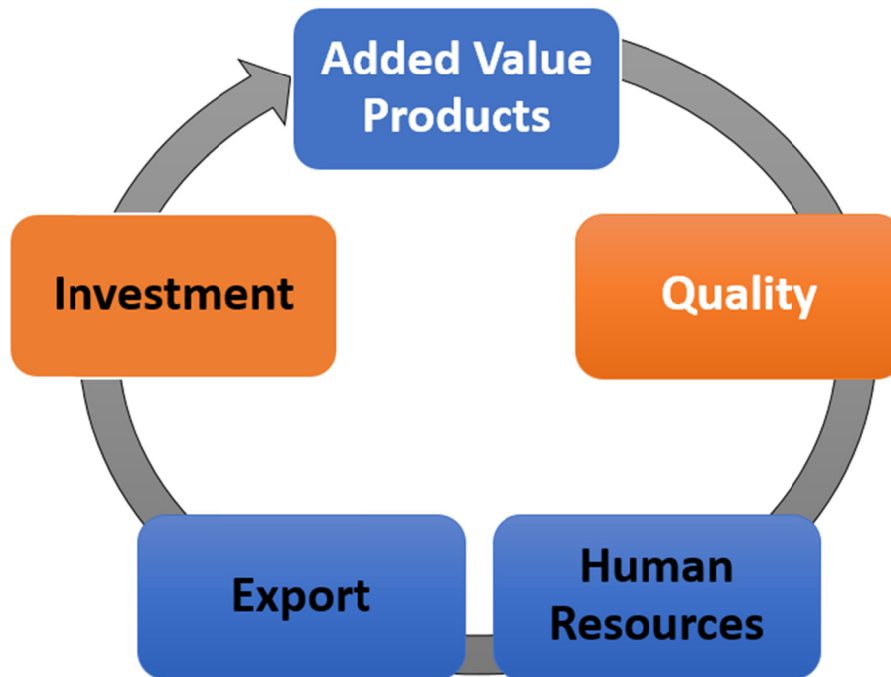 Added Value
Products
Quality
Human
Resources
Export
Investment